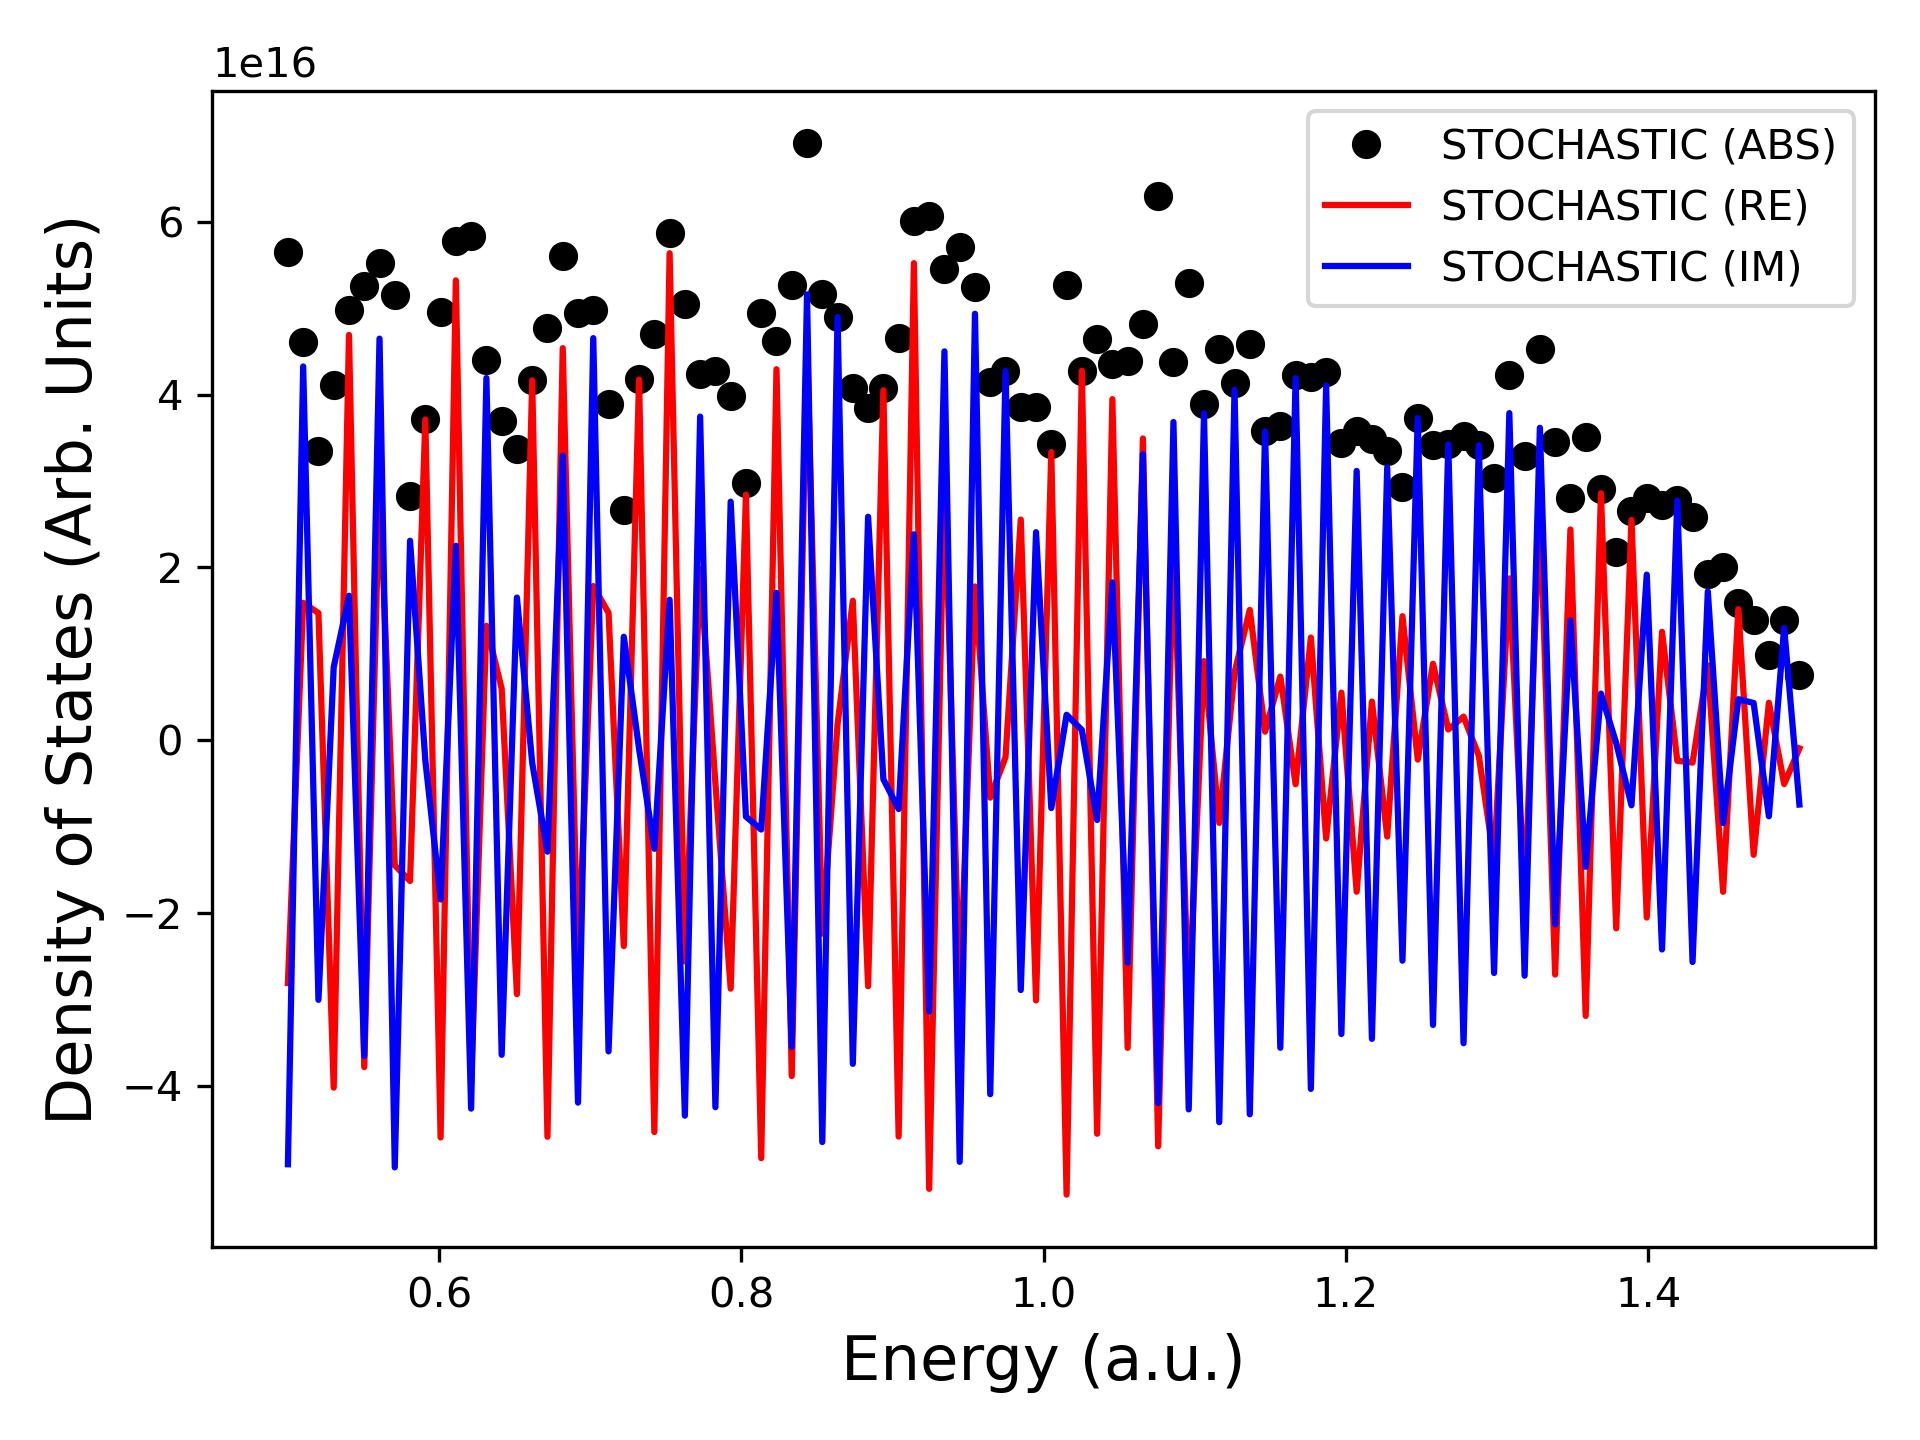 1e16
STOCHASTIC (ABS)
STOCHASTIC (RE)
STOCHASTIC (IM)
Density of States (Arb. Units)
6
4
2
0
−2
−4
0.6
0.8
1.0
1.2
1.4
Energy (a.u.)